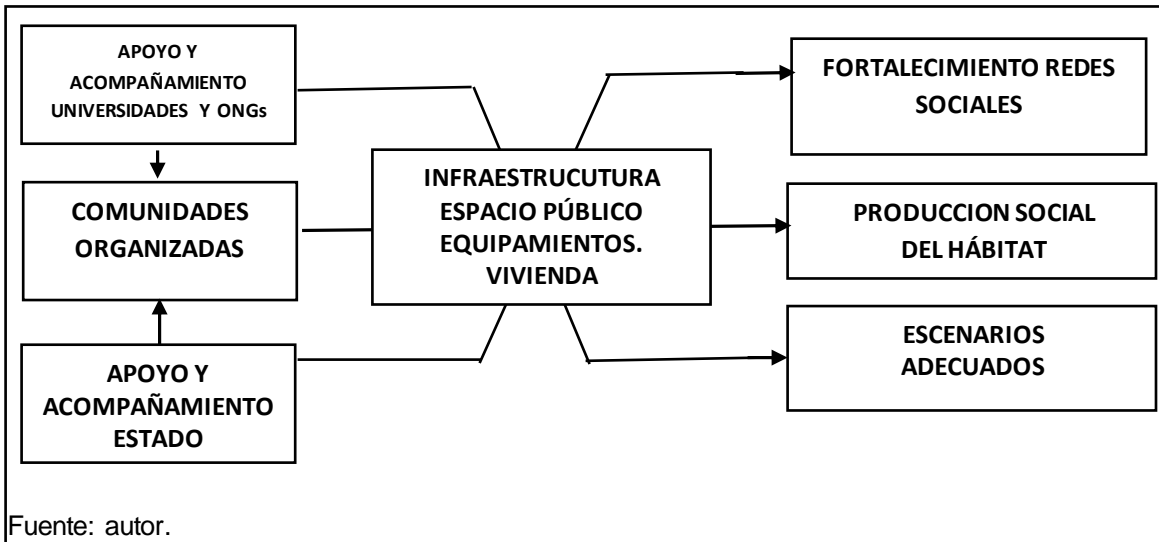 APOYO Y
ACOMPAÑAMIENTO
UNIVERSIDADES Y ONGs
COMUNIDADES
ORGANIZADAS
APOYO Y
ACOMPAÑAMIENTO
ESTADO
INFRAESTRUCUTURA
ESPACIO PÚBLICO
EQUIPAMIENTOS.
VIVIENDA
FORTALECIMIENTO REDES
SOCIALES
PRODUCCION SOCIAL
DEL HÁBITAT
ESCENARIOS
ADECUADOS
Fuente: autor.